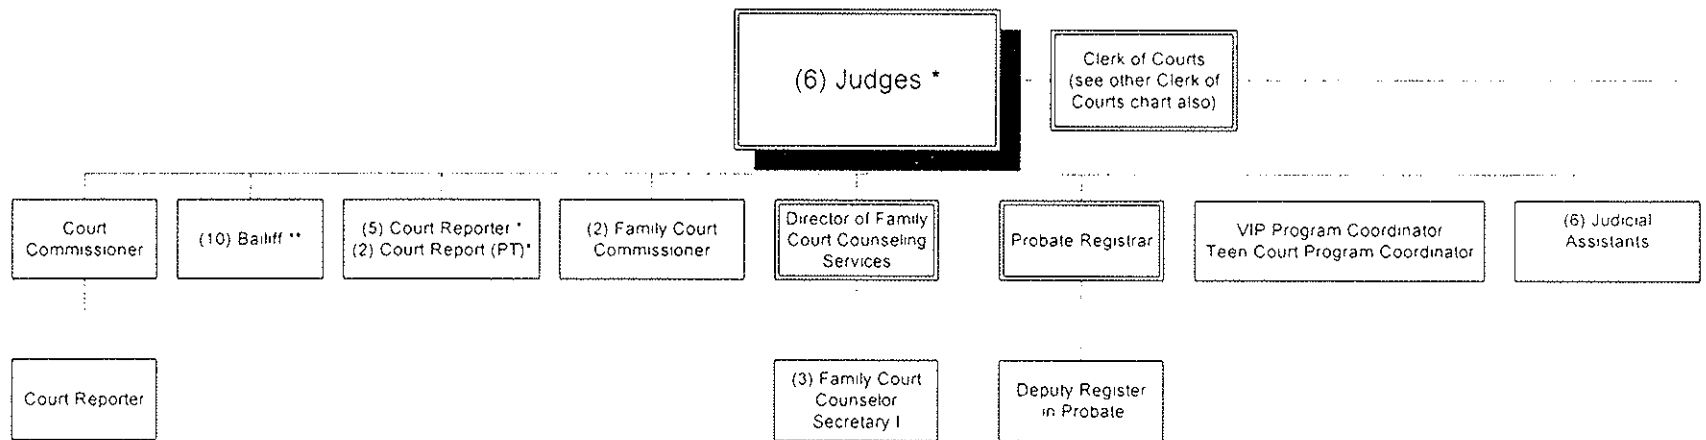 (6) Judges *
Clerk of Courts
(see other Clerk of
Courts chart also)
Court
Commissioner
(10) Bailiff **
(5) Court Reporter *
(2) Court Report (PT)*
(2) Family Court
Commissioner
Director of Family
Court Counseling
Services
Probate Registrar
VIP Program Coordinator
Teen Court Program Coordinator
(6) Judicial
Assistants
Court Reporter
(3) Family Court
Counselor
Secretary I
Deputy Register
in Probate